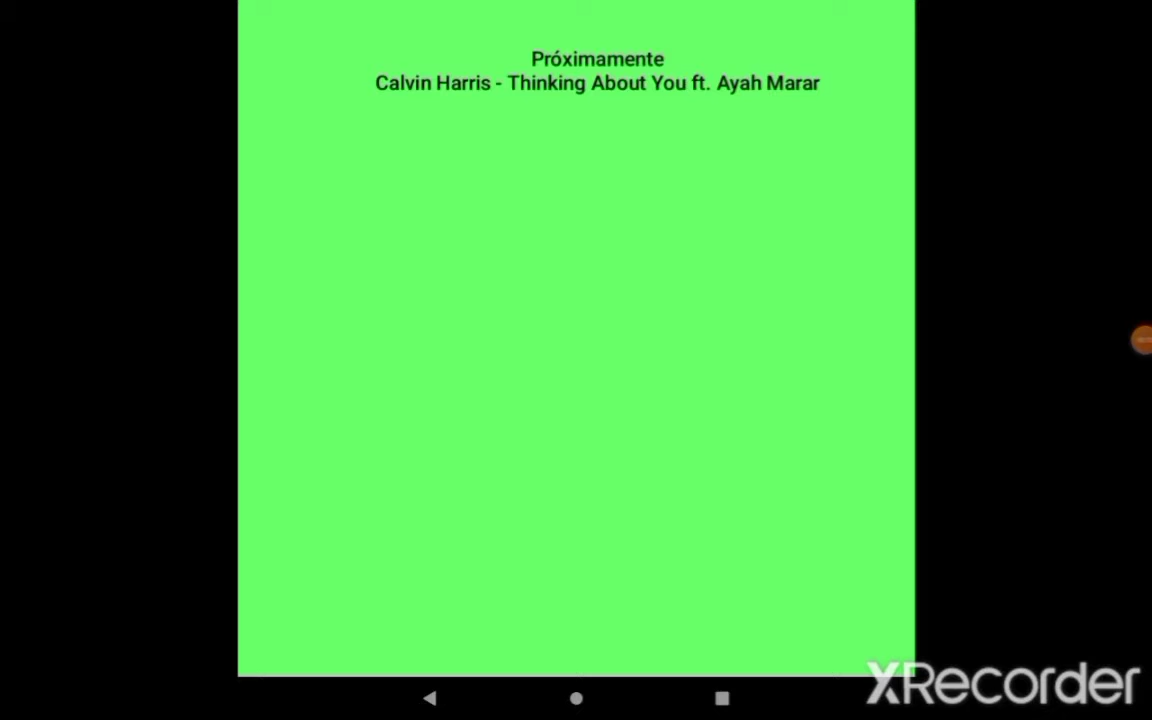 Próximamente
Calvin Harris - Thinking About You ft. Ayah Marar
XRecorder